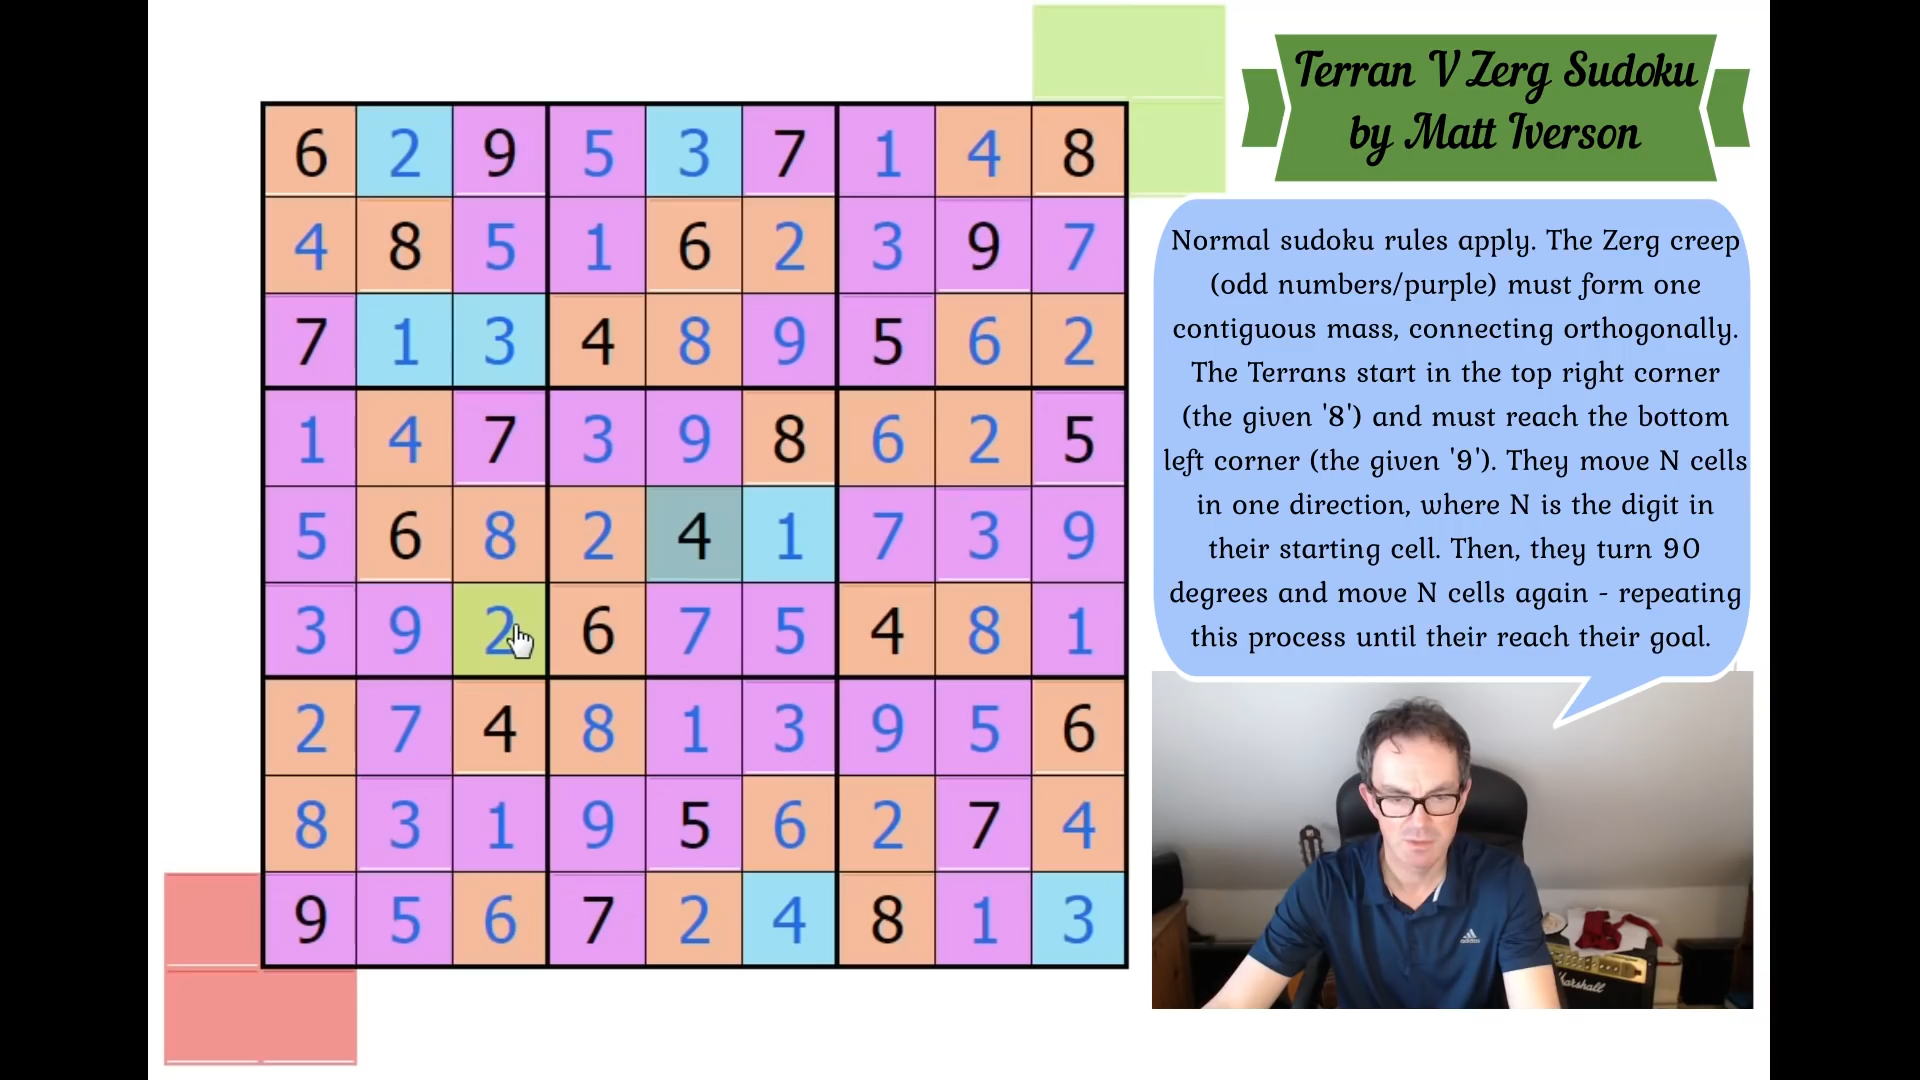 Terran V Zerg Sudoku
by Matt Iverson
6 2 9 5 3 7 1 4 8
4 8 5 1 6 2 3 9 7
7 1 3 4 8 9 5 6 2
1 4 7 3 9 8 6 2 5
5 6 8 2 4 1 7 3 9
3 9 2 6 7 5 4 8 1
2 7 4 8 1 3 9 5 6
8 3 1 9 5 6 2 7 4
9 5 6 7 2 4 8 1 3
Normal sudoku rules apply. The Zerg creep
(odd numbers/purple) must form one
contiguous mass, connecting orthogonally.
The Terrans start in the top right corner
(the given '8') and must reach the bottom
left corner (the given '9'). They move N cells
in one direction, where N is the digit in
their starting cell. Then, they turn 90
degrees and move N cells again - repeating
this process until their reach their goal.
adidas
Marshall